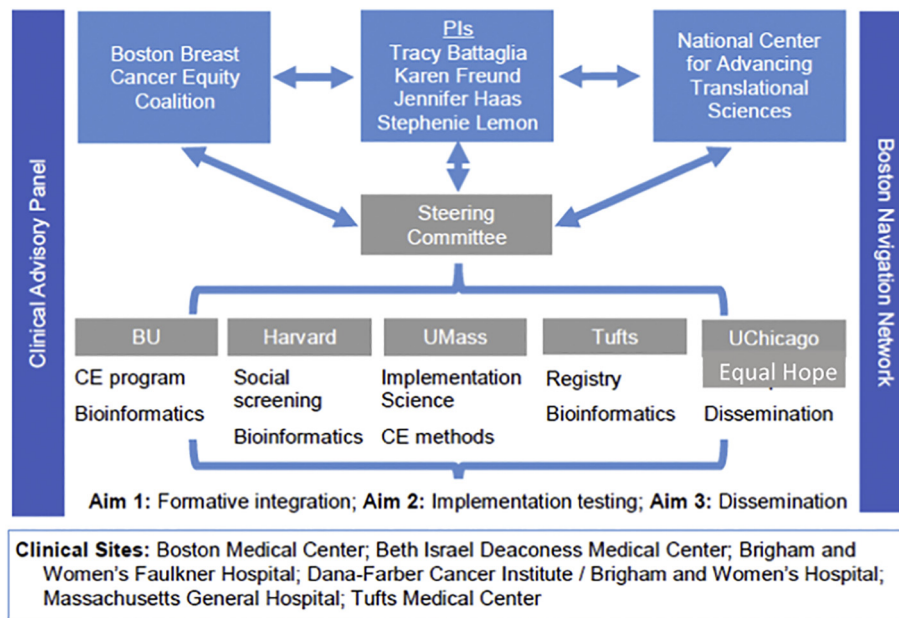 Boston Breast
Cancer Equity
Coalition
PIs
Tracy Battaglia
Karen Freund
Jennifer Haas
Stephenie Lemon
National Center
for Advancing
Translational
Sciences
Clinical Advisory Panel
Boston Navigation Network
Steering
Committee
BU
CE program
Bioinformatics
Harvard
Social
screening
Bioinformatics
UMass
Implementation
Science
CE methods
Tufts
Registry
Bioinformatics
UChicago
Equal Hope
Dissemination
Aim 1: Formative integration; Aim 2: Implementation testing; Aim 3: Dissemination
Clinical Sites: Boston Medical Center; Beth Israel Deaconess Medical Center; Brigham and
Women's Faulkner Hospital; Dana-Farber Cancer Institute / Brigham and Women's Hospital;
Massachusetts General Hospital; Tufts Medical Center